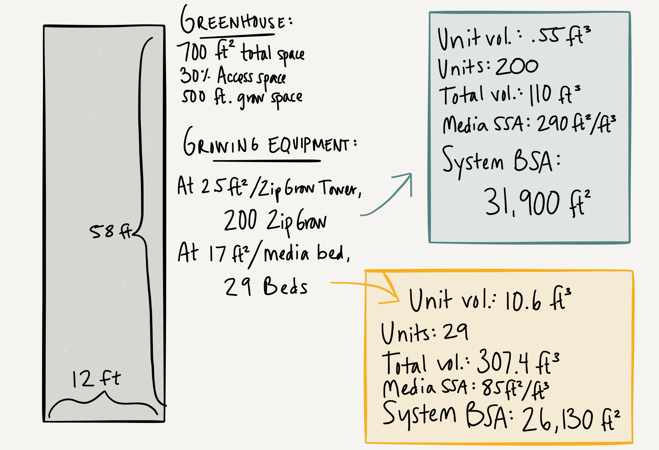 GREENHOUSE:
700 ft² total space
30% Access space
500 ft. grow space
GROWING EQUIPMENT:
At 2.5 ft²/ZipGrow Tower,
200 ZipGrow
At 17 ft²/media bed,
29 Beds
58 ft
12 ft
Unit vol.: .55 ft³
Units: 200
Total vol.: 110 ft³
Media SSA: 290 ft²/ft³
System BSA:
31,900 ft²
Unit vol.: 10.6 ft³
Units: 29
Total vol.: 307.4 ft³
Media SSA: 85 ft²/ft³
System BSA: 26,130 ft²